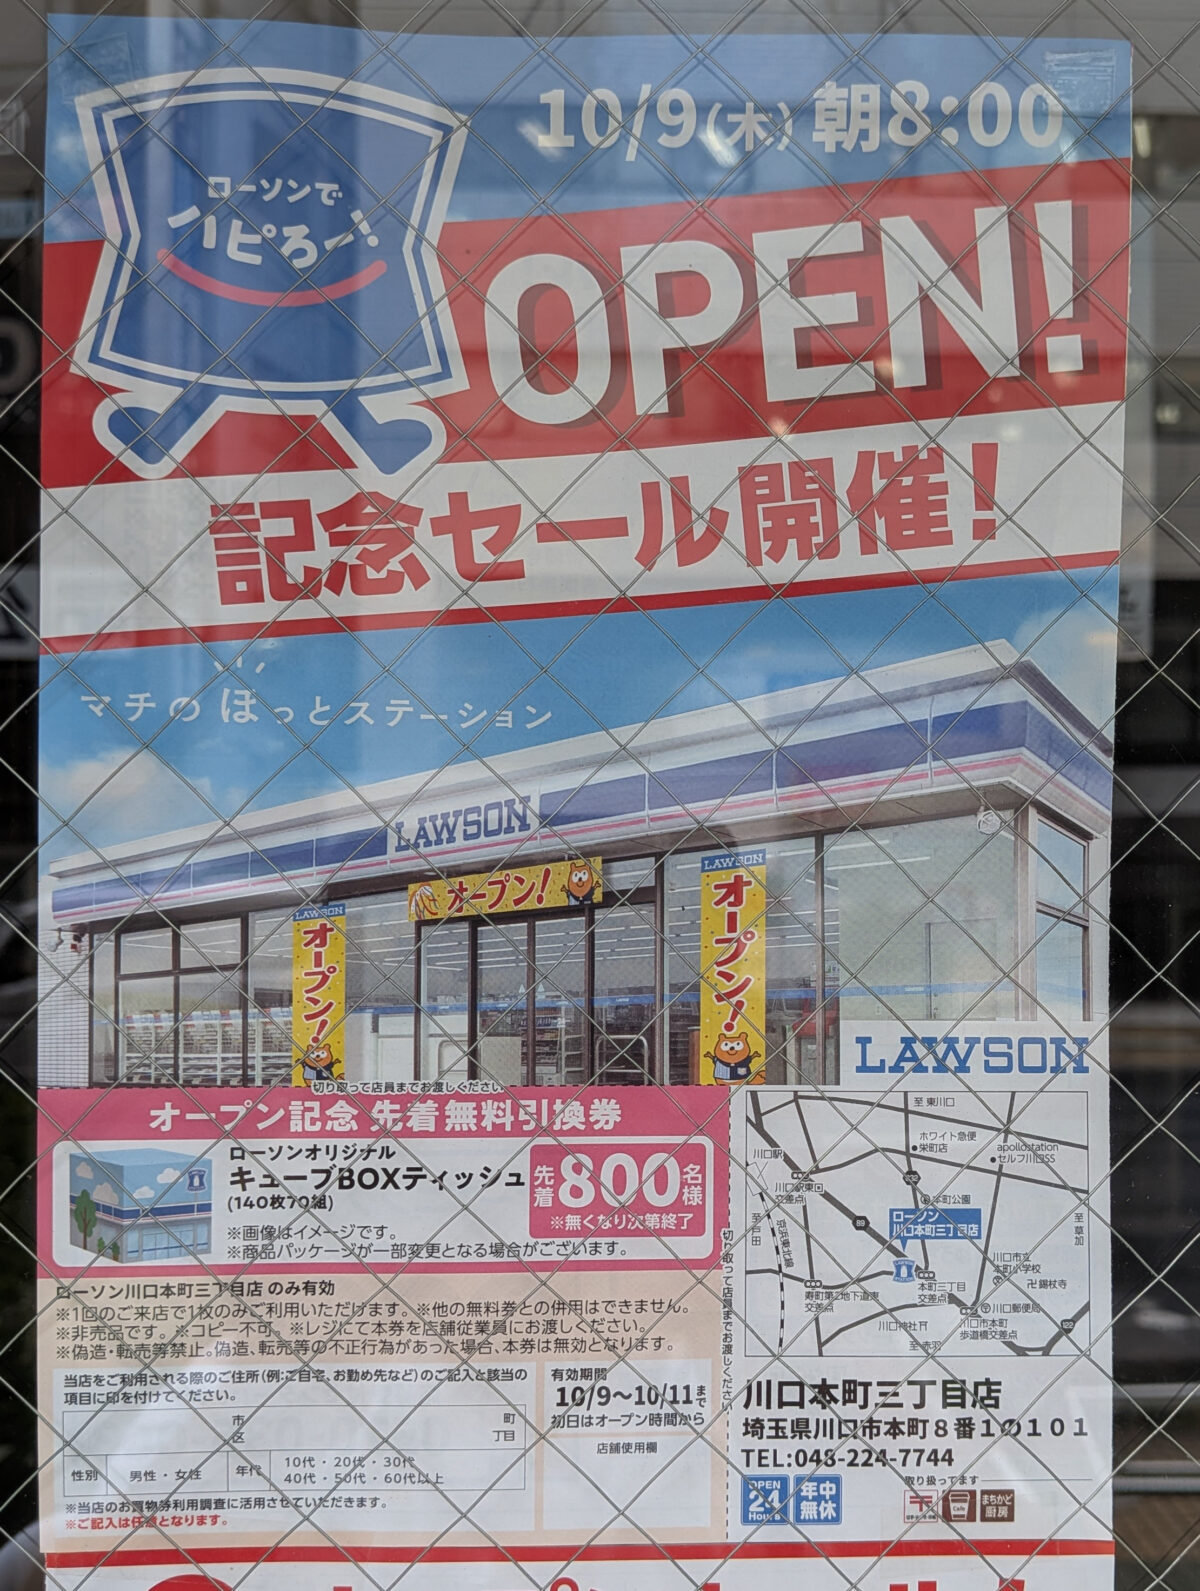 10/9(木) 朝8:00
ローソンで
ハピろー!
OPEN!
記念セール開催!
マチのほっとステーション
LAWSON
オープン!
LAWSON
オープン!
LAWSON
オープン!
LAWSON
切り取って店員までお渡しください
オープン記念 先着無料引換券
ローソンオリジナル
キューブBOXティッシュ
(140枚70組)
先着800名様
※無くなり次第終了
※画像はイメージです。
※商品パッケージが一部変更となる場合がございます。
ローソン川口本町三丁目店 のみ有効
※1回のご来店で1枚のみご利用いただけます。※他の無料券との併用はできません。
※非売品です。※コピー不可。※レジにて本券を店舗従業員にお渡しください。
※偽造・転売等禁止。偽造、転売等の不正行為があった場合、本券は無効となります。
当店をご利用される際のご住所(例:ご自宅、お勤め先など)のご記入と該当の
項目に印を付けてください。
市
区
町
丁目
性別
男性・女性
年代
10代・20代・30代
40代・50代・60代以上
※当店のお買物券利用調査に活用させていただきます。
※ご記入は任意となります。
有効期間
10/9〜10/11まで
初日はオープン時間から
店舗使用欄
切り取って店員までお渡しください
至 東川口
ホワイト急便
栄町店
apollostation
セルフ川口SS
川口駅
川口駅東口
交差点
332
本町公園
至戸田
京浜東北線
89
ローソン
川口本町三丁目店
至草加
川口市立
本町小学校
卍錫杖寺
寿町第2地下道東
交差点
本町三丁目
交差点
川口郵便局
川口神社
川口市本町
歩道橋交差点
122
至 赤羽
川口本町三丁目店
埼玉県川口市本町8番1の101
TEL:048-224-7744
OPEN
24
Hours
年中
無休
取り扱ってます
Cafe
まちかど
厨房